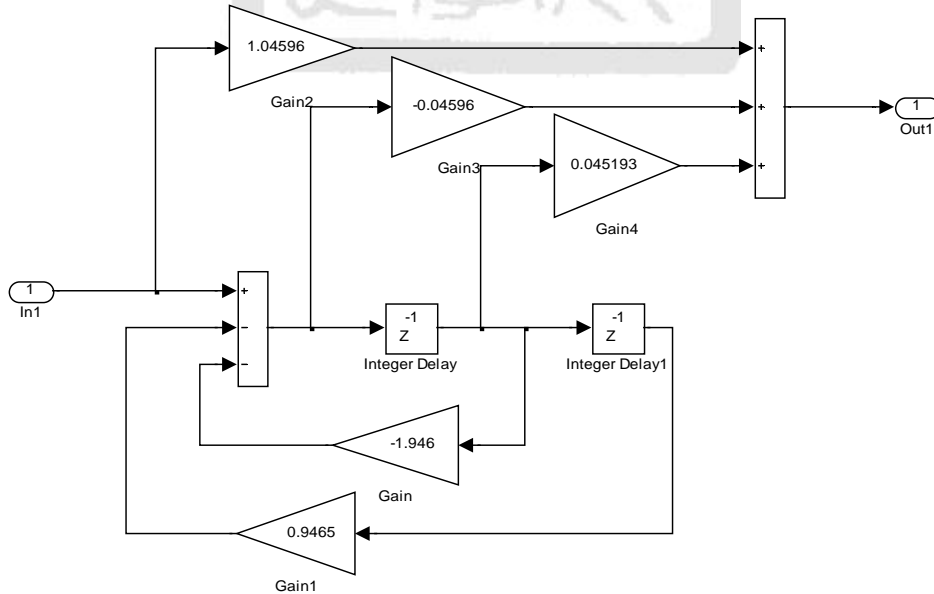 1.04596
Gain2
-0.04596
Gain3
0.045193
Gain4
1
Out1
1
In1
-1
Z
Integer Delay
-1
Z
Integer Delay1
-1.946
Gain
0.9465
Gain1
+
+
+
+
−
−